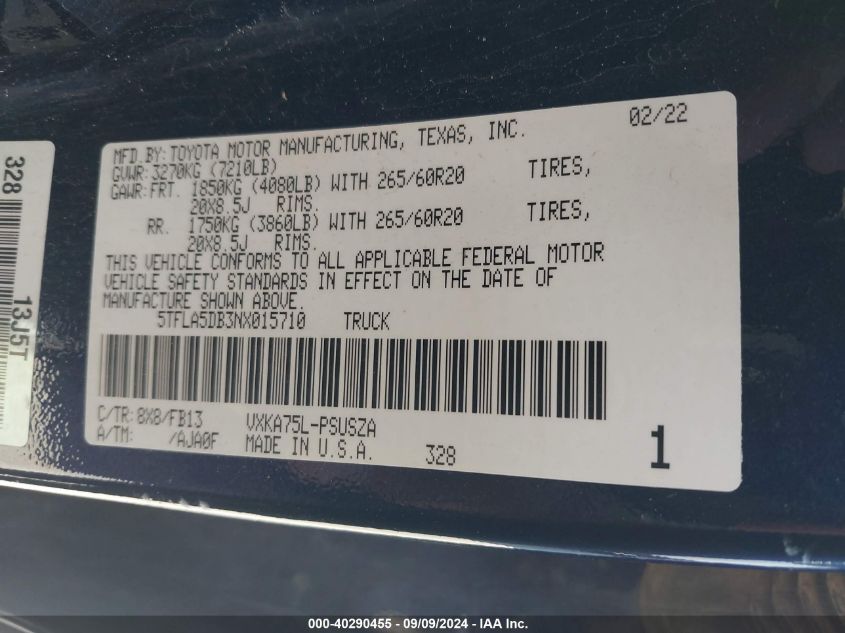 02/22
MFD.BY: TOYOTA MOTOR MANUFACTURING, TEXAS, INC.
GVWR: 3270KG (7210LB)
GAWR: FRT. 1850KG (4080LB) WITH 265/60R20 TIRES,
20X8.5J RIMS.
RR. 1750KG (3860LB) WITH 265/60R20 TIRES,
20X8.5J RIMS.
THIS VEHICLE CONFORMS TO ALL APPLICABLE FEDERAL MOTOR
VEHICLE SAFETY STANDARDS IN EFFECT ON THE DATE OF
MANUFACTURE SHOWN ABOVE.
5TFLA5DB3NX015710 TRUCK
C/TR: 8X8/FB13 VXKA75L-PSUSZA
A/TM: /AJA0F MADE IN U.S.A. 328
1
328
13J5T
000-40290455 - 09/09/2024 - IAA Inc.